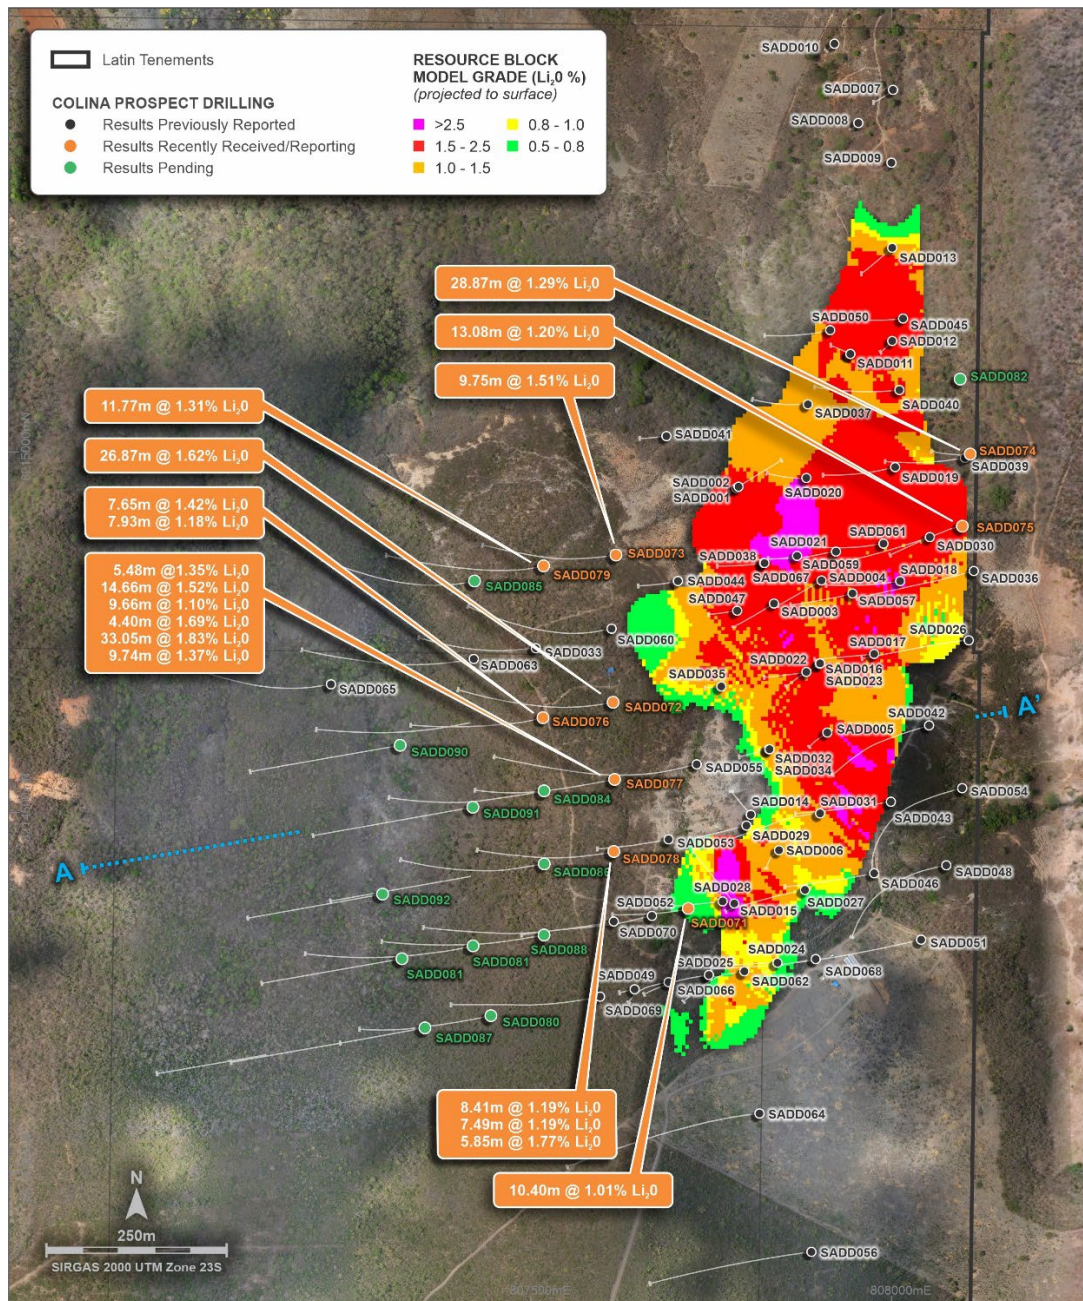 Latin Tenements
COLINA PROSPECT DRILLING
Results Previously Reported
Results Recently Received/Reporting
Results Pending
RESOURCE BLOCK
MODEL GRADE (Li₂0 %)
(projected to surface)
>2.5
0.8 - 1.0
1.5 - 2.5
0.5 - 0.8
1.0 - 1.5
SADD010
SADD007
SADD008
SADD009
SADD013
28.87m @ 1.29% Li₂0
13.08m @ 1.20% Li₂0
9.75m @ 1.51% Li₂0
SADD050
SADD045
SADD012
SADD011
SADD082
SADD040
SADD037
11.77m @ 1.31% Li₂0
26.87m @ 1.62% Li₂0
7.65m @ 1.42% Li₂0
7.93m @ 1.18% Li₂0
5.48m @1.35% Li₂0
14.66m @ 1.52% Li₂0
9.66m @ 1.10% Li₂0
4.40m @ 1.69% Li₂0
33.05m @ 1.83% Li₂0
9.74m @ 1.37% Li₂0
SADD041
SADD074
SADD039
SADD002
SADD001
SADD020
SADD019
SADD075
SADD073
SADD079
SADD085
SADD038
SADD021
SADD061
SADD030
SADD059
SADD067
SADD004
SADD018
SADD036
SADD044
SADD047
SADD003
SADD057
SADD060
SADD033
SADD063
SADD017
SADD026
SADD022
SADD016
SADD023
SADD065
SADD035
SADD072
SADD076
A'
SADD042
SADD005
SADD090
SADD032
SADD034
SADD055
SADD077
SADD084
SADD091
SADD054
SADD014
SADD031
SADD043
SADD029
SADD053
SADD006
SADD078
A
SADD086
SADD048
SADD046
SADD092
SADD028
SADD015
SADD027
SADD052
SADD070
SADD071
SADD088
SADD081
SADD081
SADD051
SADD024
SADD068
SADD025
SADD062
SADD049
SADD066
SADD069
SADD080
SADD087
8.41m @ 1.19% Li₂0
7.49m @ 1.19% Li₂0
5.85m @ 1.77% Li₂0
SADD064
10.40m @ 1.01% Li₂0
N
250m
SIRGAS 2000 UTM Zone 23S
SADD056
807500mE
808000mE